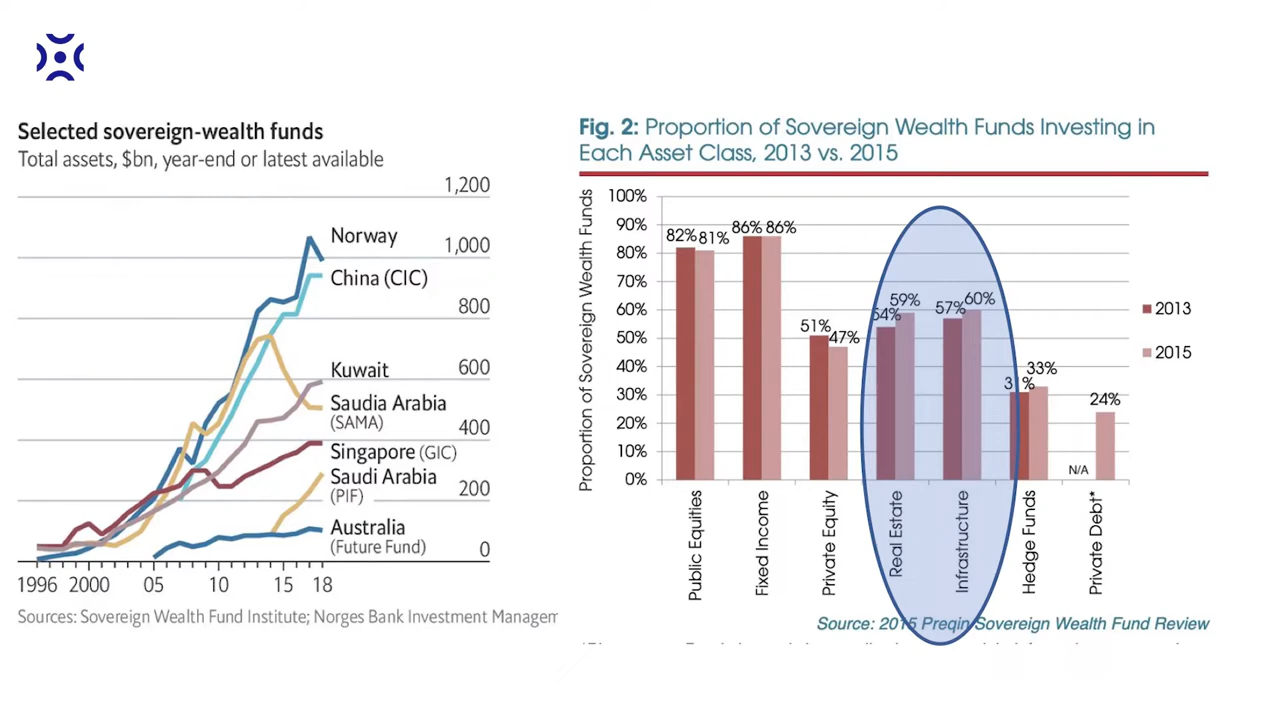 Selected sovereign-wealth funds
Total assets, $bn, year-end or latest available
1,200
1,000
800
600
400
200
0
Norway
China (CIC)
Kuwait
Saudia Arabia
(SAMA)
Singapore (GIC)
Saudi Arabia
(PIF)
Australia
(Future Fund)
1996 2000 05 10 15 18
Sources: Sovereign Wealth Fund Institute; Norges Bank Investment Managem
Fig. 2: Proportion of Sovereign Wealth Funds Investing in
Each Asset Class, 2013 vs. 2015
Proportion of Sovereign Wealth Funds
100%
90%
80%
70%
60%
50%
40%
30%
20%
10%
0%
82% 81%
86% 86%
51% 47%
54% 59%
57% 60%
31% 33%
N/A 24%
Public Equities
Fixed Income
Private Equity
Real Estate
Infrastructure
Hedge Funds
Private Debt*
2013
2015
Source: 2015 Preqin Sovereign Wealth Fund Review